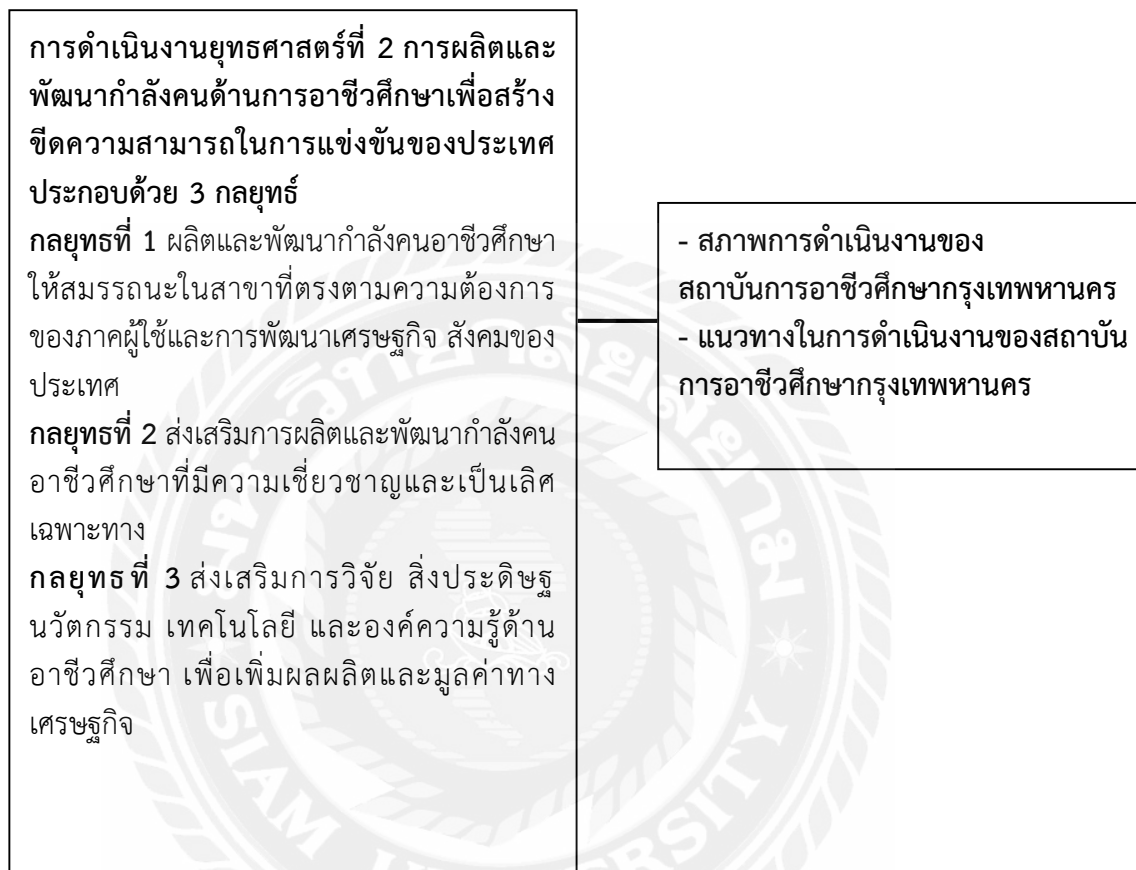 การดำเนินงานยุทธศาสตร์ที่ 2 การผลิตและ
พัฒนากำลังคนด้านการอาชีวศึกษาเพื่อสร้าง
ขีดความสามารถในการแข่งขันของประเทศ
ประกอบด้วย 3 กลยุทธ์
กลยุทธที่ 1 ผลิตและพัฒนากำลังคนอาชีวศึกษา
ให้สมรรถนะในสาขาที่ตรงตามความต้องการ
ของภาคผู้ใช้และการพัฒนาเศรษฐกิจ สังคมของ
ประเทศ
กลยุทธที่ 2 ส่งเสริมการผลิตและพัฒนากำลังคน
อาชีวศึกษาที่มีความเชี่ยวชาญและเป็นเลิศ
เฉพาะทาง
กลยุทธที่ 3 ส่งเสริมการวิจัย สิ่งประดิษฐ
นวัตกรรม เทคโนโลยี และองค์ความรู้ด้าน
อาชีวศึกษา เพื่อเพิ่มผลผลิตและมูลค่าทาง
เศรษฐกิจ
- สภาพการดำเนินงานของ
สถาบันการอาชีวศึกษากรุงเทพหานคร
- แนวทางในการดำเนินงานของสถาบัน
การอาชีวศึกษากรุงเทพหานคร
มหาวิทยาลัยสยาม
SIAM UNIVERSITY